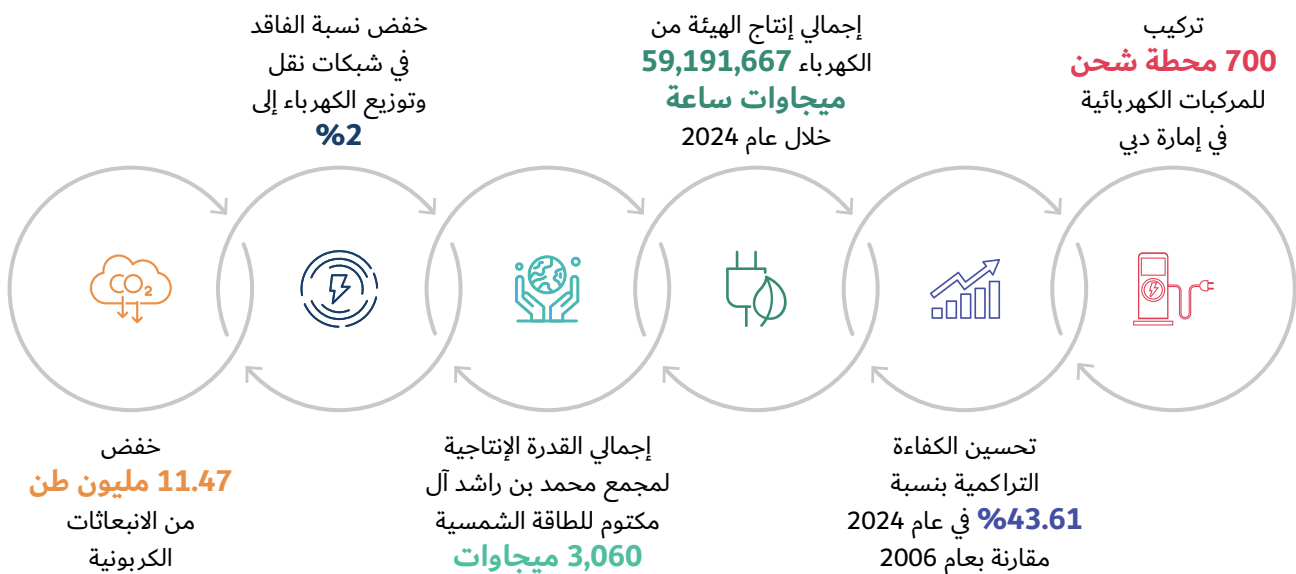 تركيب
700 محطة شحن
للمركبات الكهربائية
في إمارة دبي
تحسين الكفاءة
التراكمية بنسبة
%43.61 في عام 2024
مقارنة بعام 2006
إجمالي إنتاج الهيئة من
الكهرباء 59,191,667
ميجاوات ساعة
خلال عام 2024
إجمالي القدرة الإنتاجية
لمجمع محمد بن راشد آل
مكتوم للطاقة الشمسية
3,060 ميجاوات
خفض نسبة الفاقد
في شبكات نقل
وتوزيع الكهرباء إلى
%2
خفض
11.47 مليون طن
من الانبعاثات
الكربونية
CO2